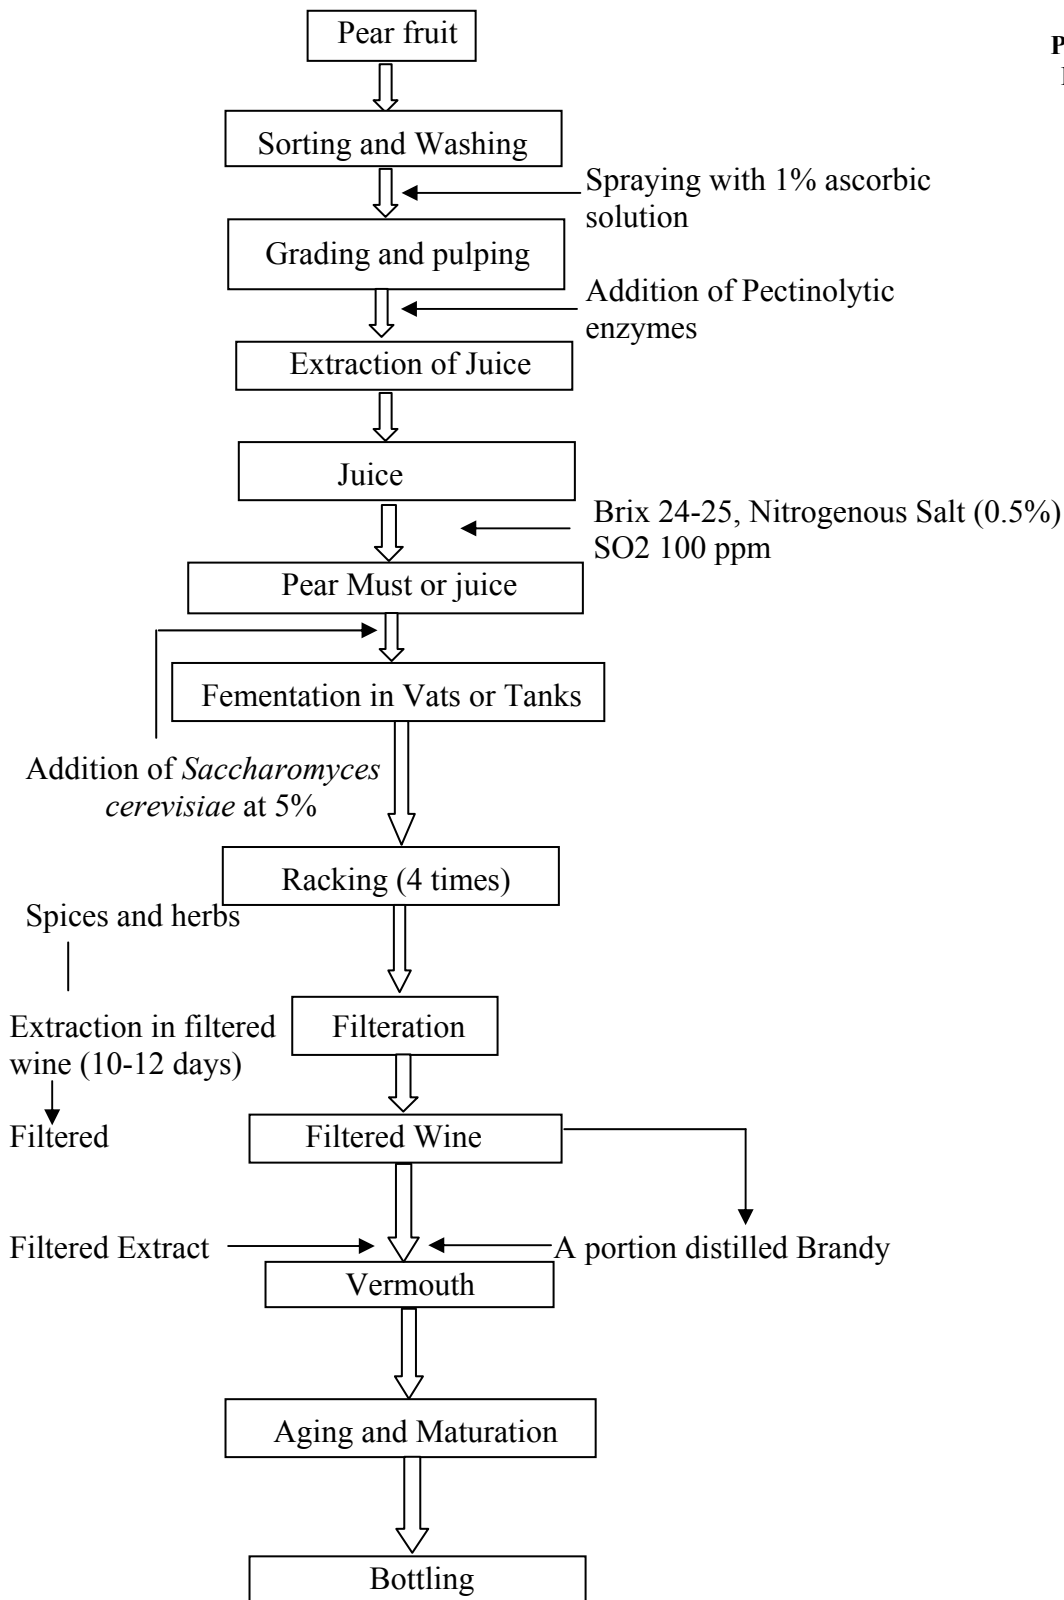 Pear fruit
Sorting and Washing
Spraying with 1% ascorbic
solution
Grading and pulping
Addition of Pectinolytic
enzymes
Extraction of Juice
Juice
Brix 24-25, Nitrogenous Salt (0.5%)
SO2 100 ppm
Pear Must or juice
Fementation in Vats or Tanks
Addition of Saccharomyces
cerevisiae at 5%
Racking (4 times)
Spices and herbs
Extraction in filtered
wine (10-12 days)
Filteration
Filtered
Filtered Wine
Filtered Extract
A portion distilled Brandy
Vermouth
Aging and Maturation
Bottling